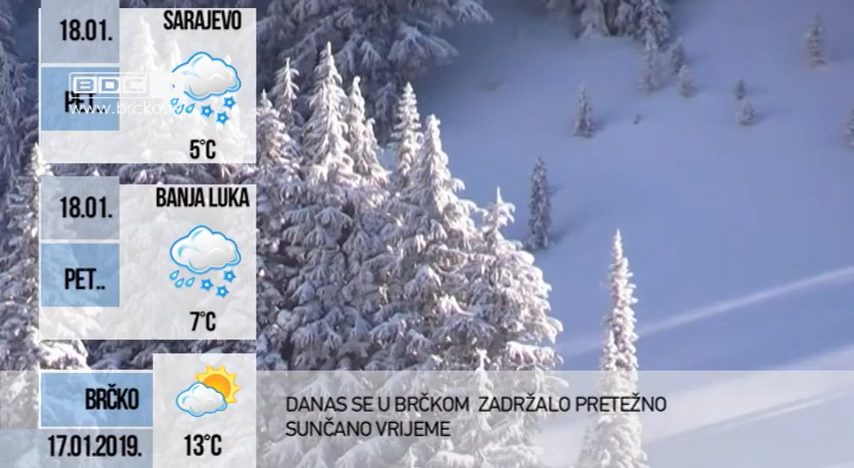 18.01.
SARAJEVO
BDC
PET..
www.brcko.
5°C
18.01.
BANJA LUKA
PET..
7°C
BRČKO
17.01.2019.
13°C
DANAS SE U BRČKOM ZADRŽALO PRETEŽNO
SUNČANO VRIJEME